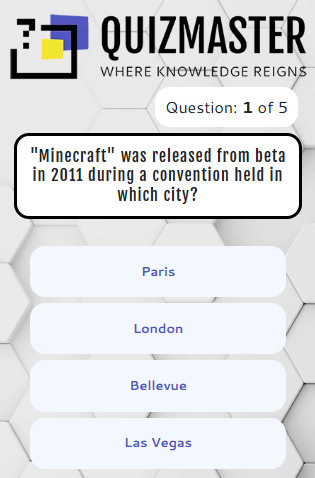 QUIZMASTER
WHERE KNOWLEDGE REIGNS
Question: 1 of 5
"Minecraft" was released from beta
in 2011 during a convention held in
which city?
Paris
London
Bellevue
Las Vegas